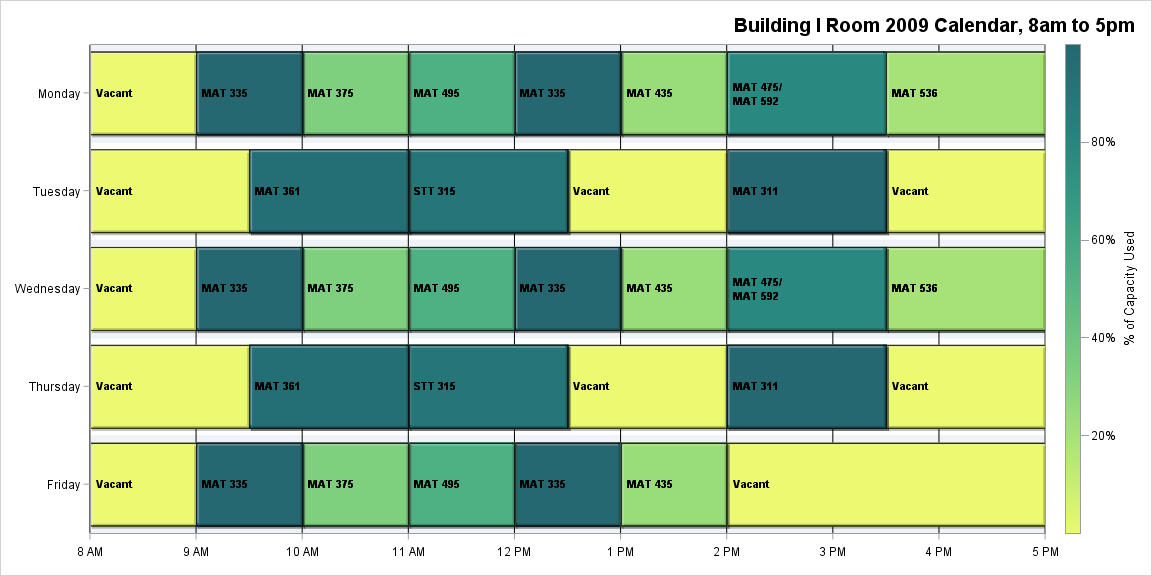 Building I Room 2009 Calendar, 8am to 5pm
Monday
Vacant
MAT 335
MAT 375
MAT 495
MAT 335
MAT 435
MAT 475/
MAT 592
MAT 536
Tuesday
Vacant
MAT 361
STT 315
Vacant
MAT 311
Vacant
Wednesday
Vacant
MAT 335
MAT 375
MAT 495
MAT 335
MAT 435
MAT 475/
MAT 592
MAT 536
Thursday
Vacant
MAT 361
STT 315
Vacant
MAT 311
Vacant
Friday
Vacant
MAT 335
MAT 375
MAT 495
MAT 335
MAT 435
Vacant
8 AM
9 AM
10 AM
11 AM
12 PM
1 PM
2 PM
3 PM
4 PM
5 PM
80%
60%
40%
20%
% of Capacity Used